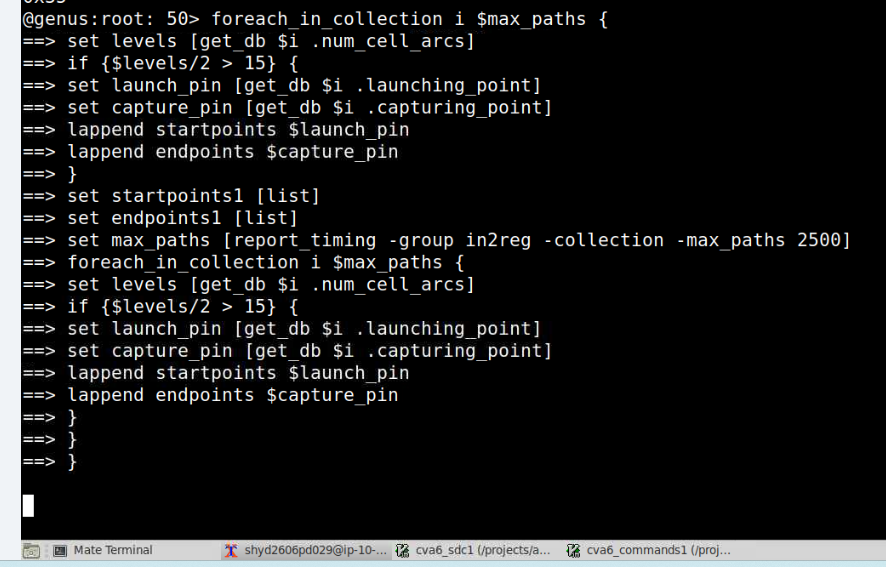 @genus:root: 50> foreach_in_collection i $max_paths {
==> set levels [get_db $i .num_cell_arcs]
==> if {$levels/2 > 15} {
==> set launch_pin [get_db $i .launching_point]
==> set capture_pin [get_db $i .capturing_point]
==> lappend startpoints $launch_pin
==> lappend endpoints $capture_pin
==> }
==> set startpoints1 [list]
==> set endpoints1 [list]
==> set max_paths [report_timing -group in2reg -collection -max_paths 2500]
==> foreach_in_collection i $max_paths {
==> set levels [get_db $i .num_cell_arcs]
==> if {$levels/2 > 15} {
==> set launch_pin [get_db $i .launching_point]
==> set capture_pin [get_db $i .capturing_point]
==> lappend startpoints $launch_pin
==> lappend endpoints $capture_pin
==> }
==> }
==> }
Mate Terminal shyd2606pd029@ip-10-... cva6_sdc1 (/projects/a... cva6_commands1 (/proj...